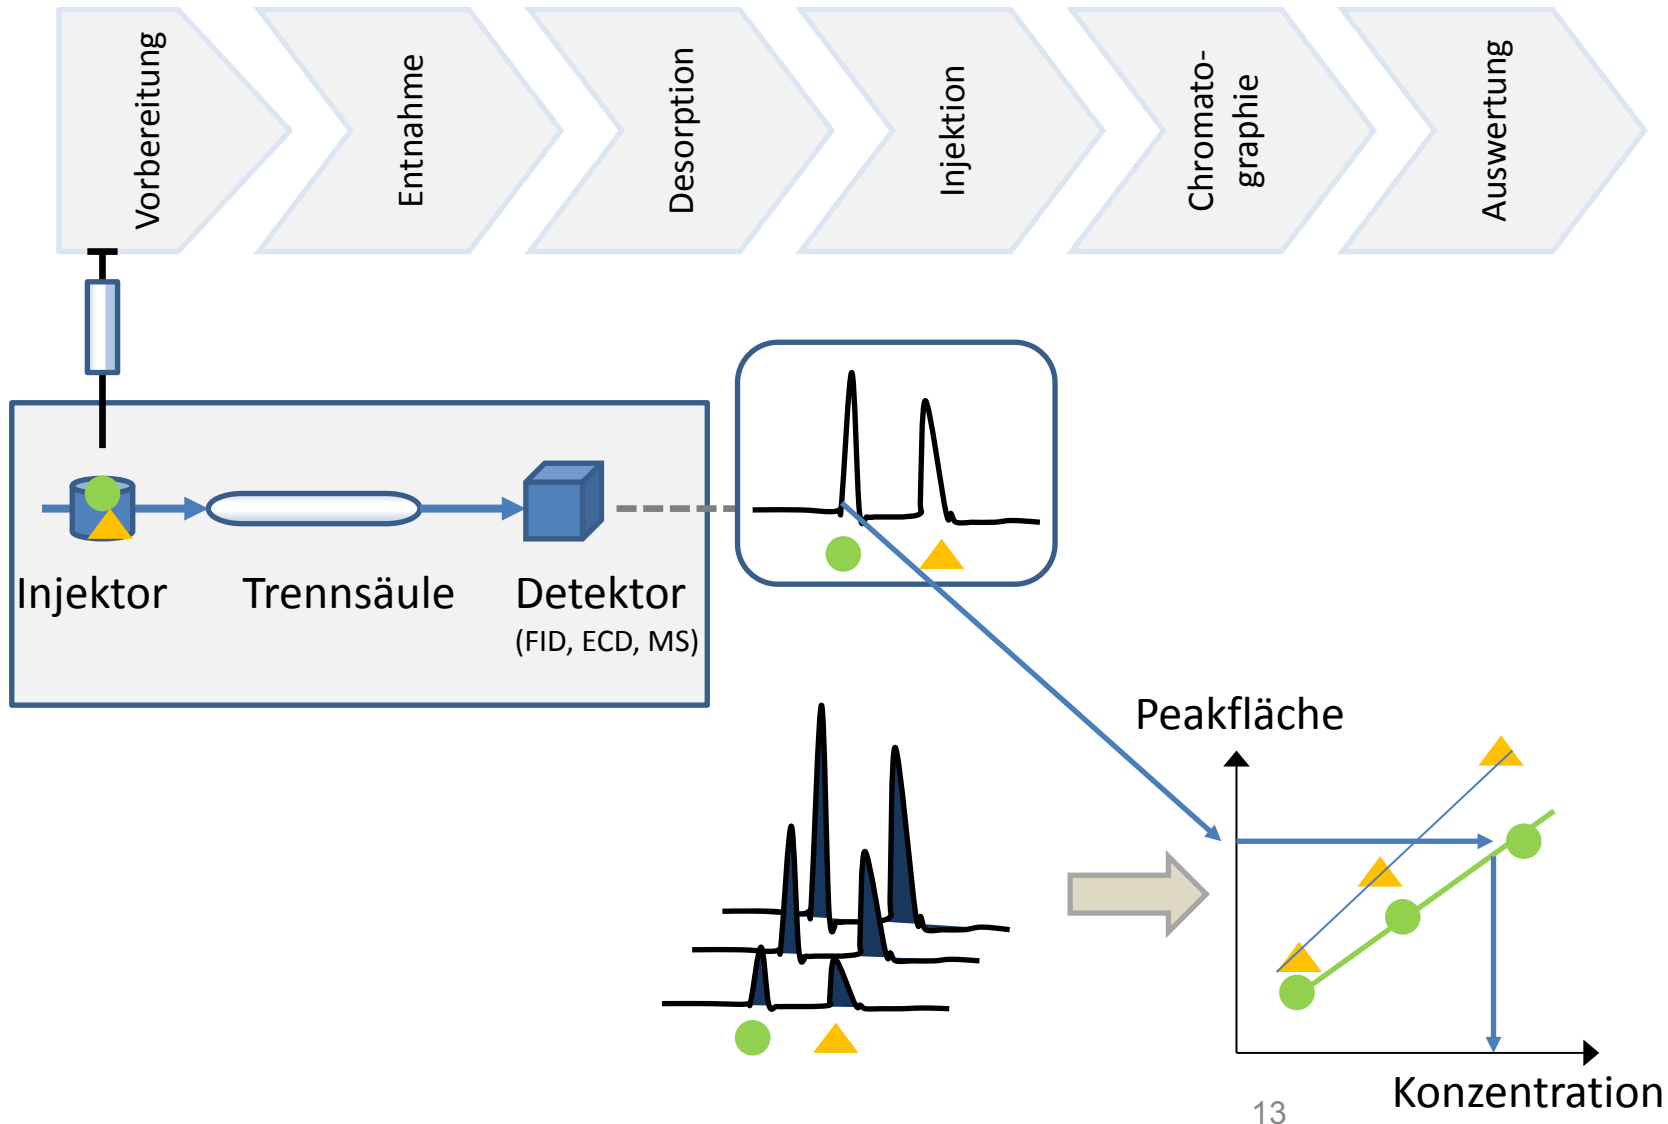 Vorbereitung
Entnahme
Desorption
Injektion
Chromato-
graphie
Auswertung
Injektor
Trennsäule
Detektor
(FID, ECD, MS)
Peakfläche
Konzentration
13